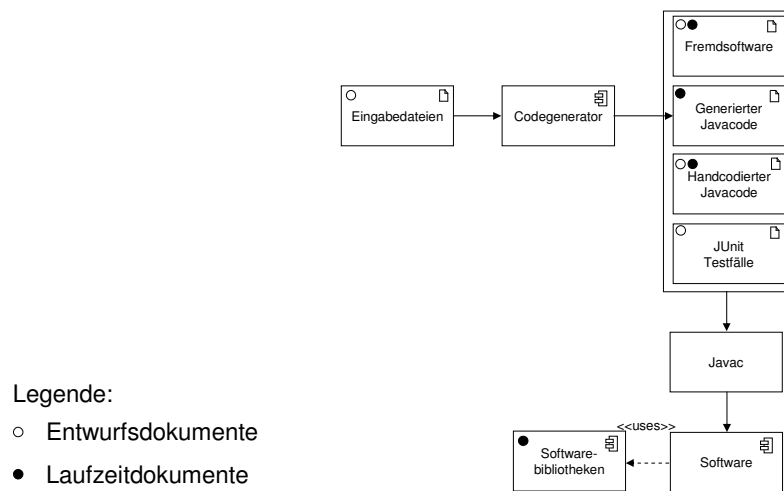 Fremdsoftware
Eingabedateien
Codegenerator
Generierter
Javacode
Handcodierter
Javacode
JUnit
Testfälle
Javac
Legende:
Entwurfsdokumente
Laufzeitdokumente
<<uses>>
Software-
bibliotheken
Software